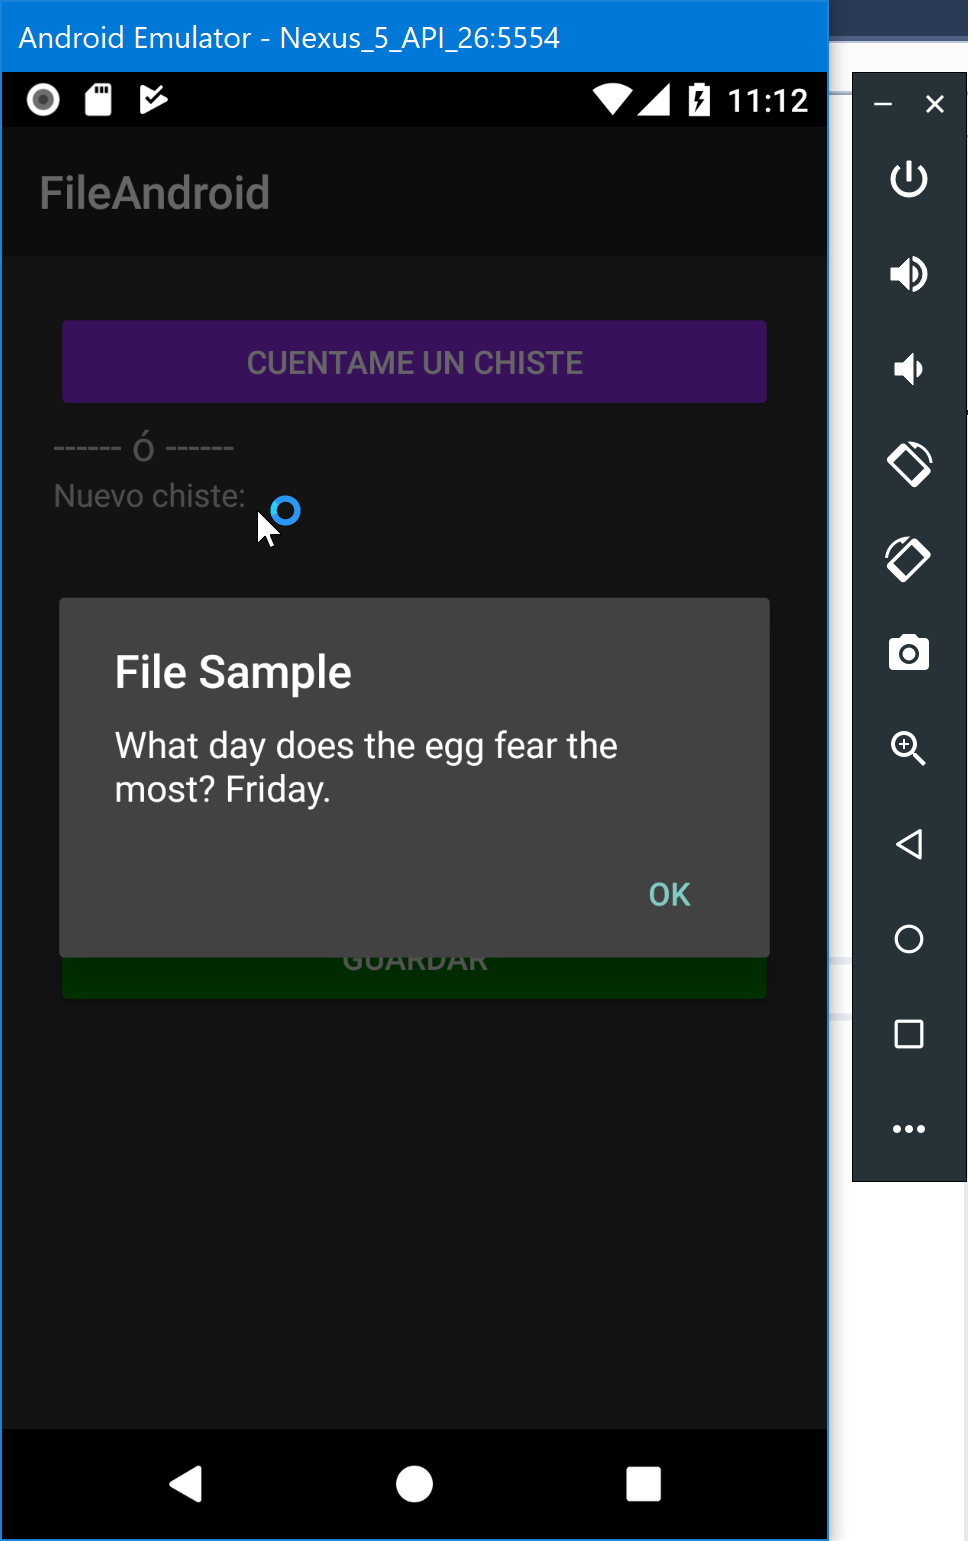 Android Emulator - Nexus_5_API_26:5554
11:12
FileAndroid
CUENTAME UN CHISTE
------ ó ------
Nuevo chiste:
File Sample
What day does the egg fear the
most? Friday.
OK
GUARDAR